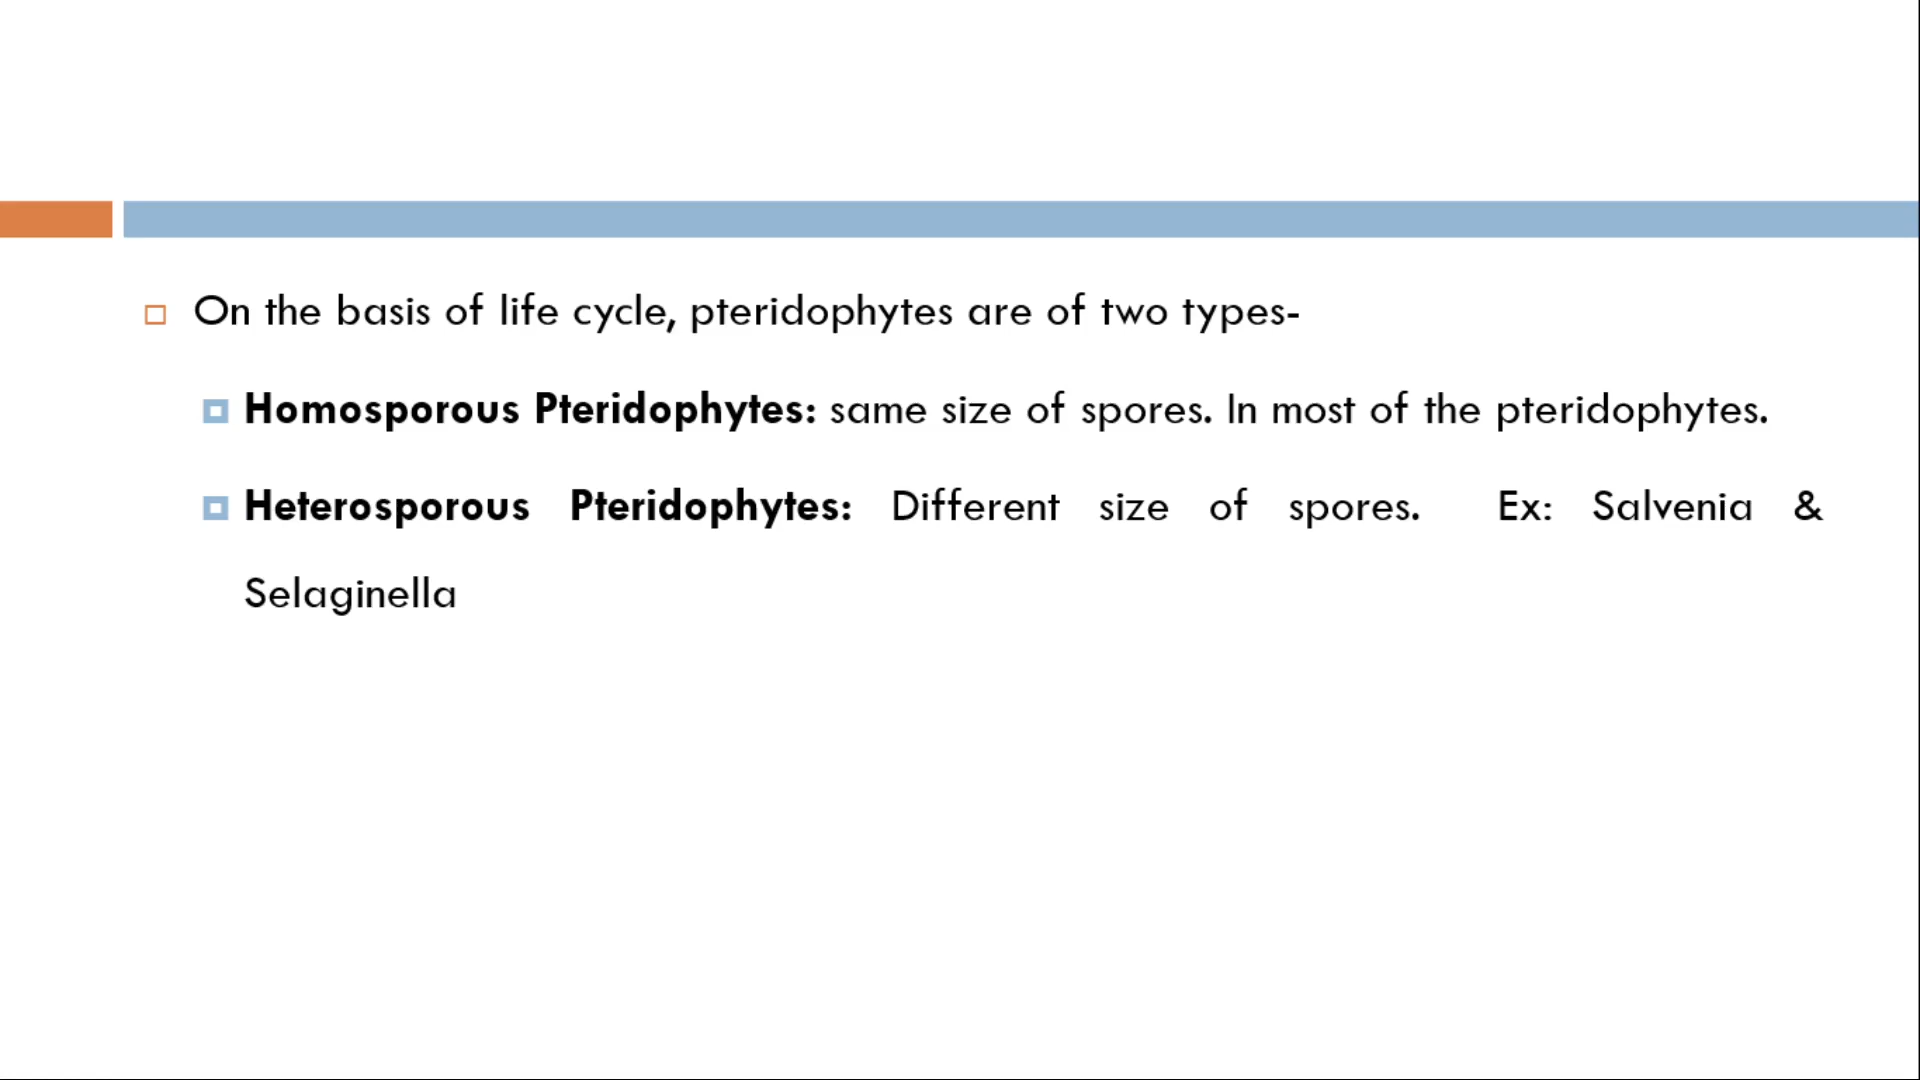 On the basis of life cycle, pteridophytes are of two types-
Homosporous Pteridophytes: same size of spores. In most of the pteridophytes.
Heterosporous Pteridophytes: Different size of spores. Ex: Salvenia &
Selaginella